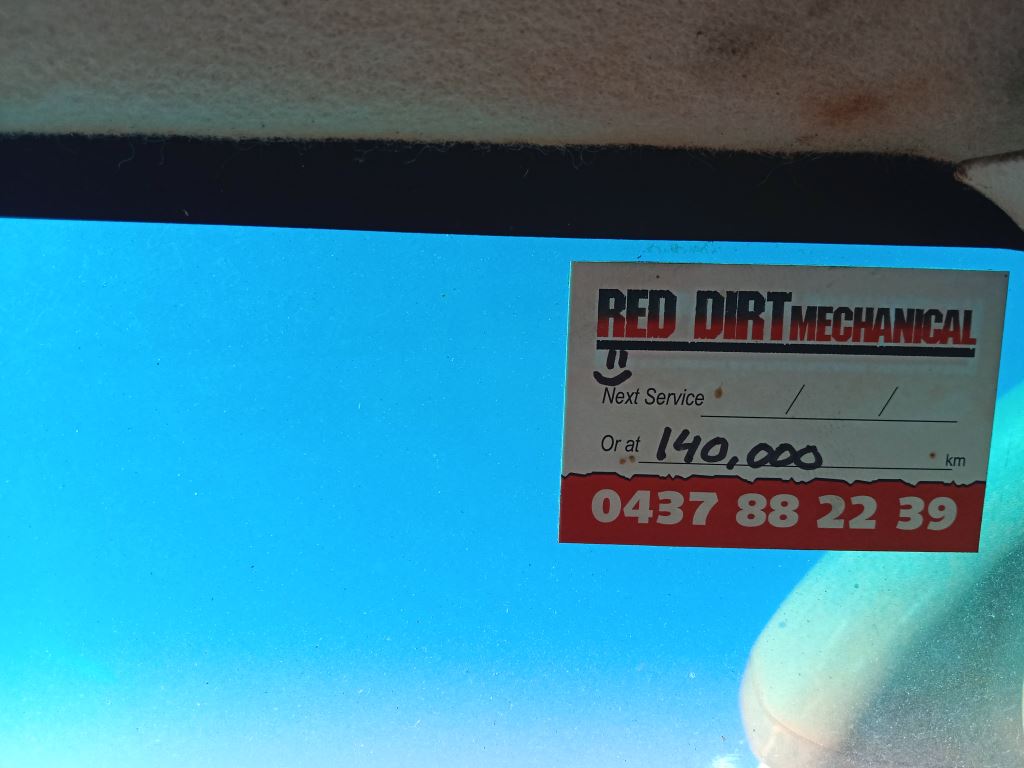 RED DIRT MECHANICAL
Next Service / /
Or at 140,000 km
0437 88 22 39